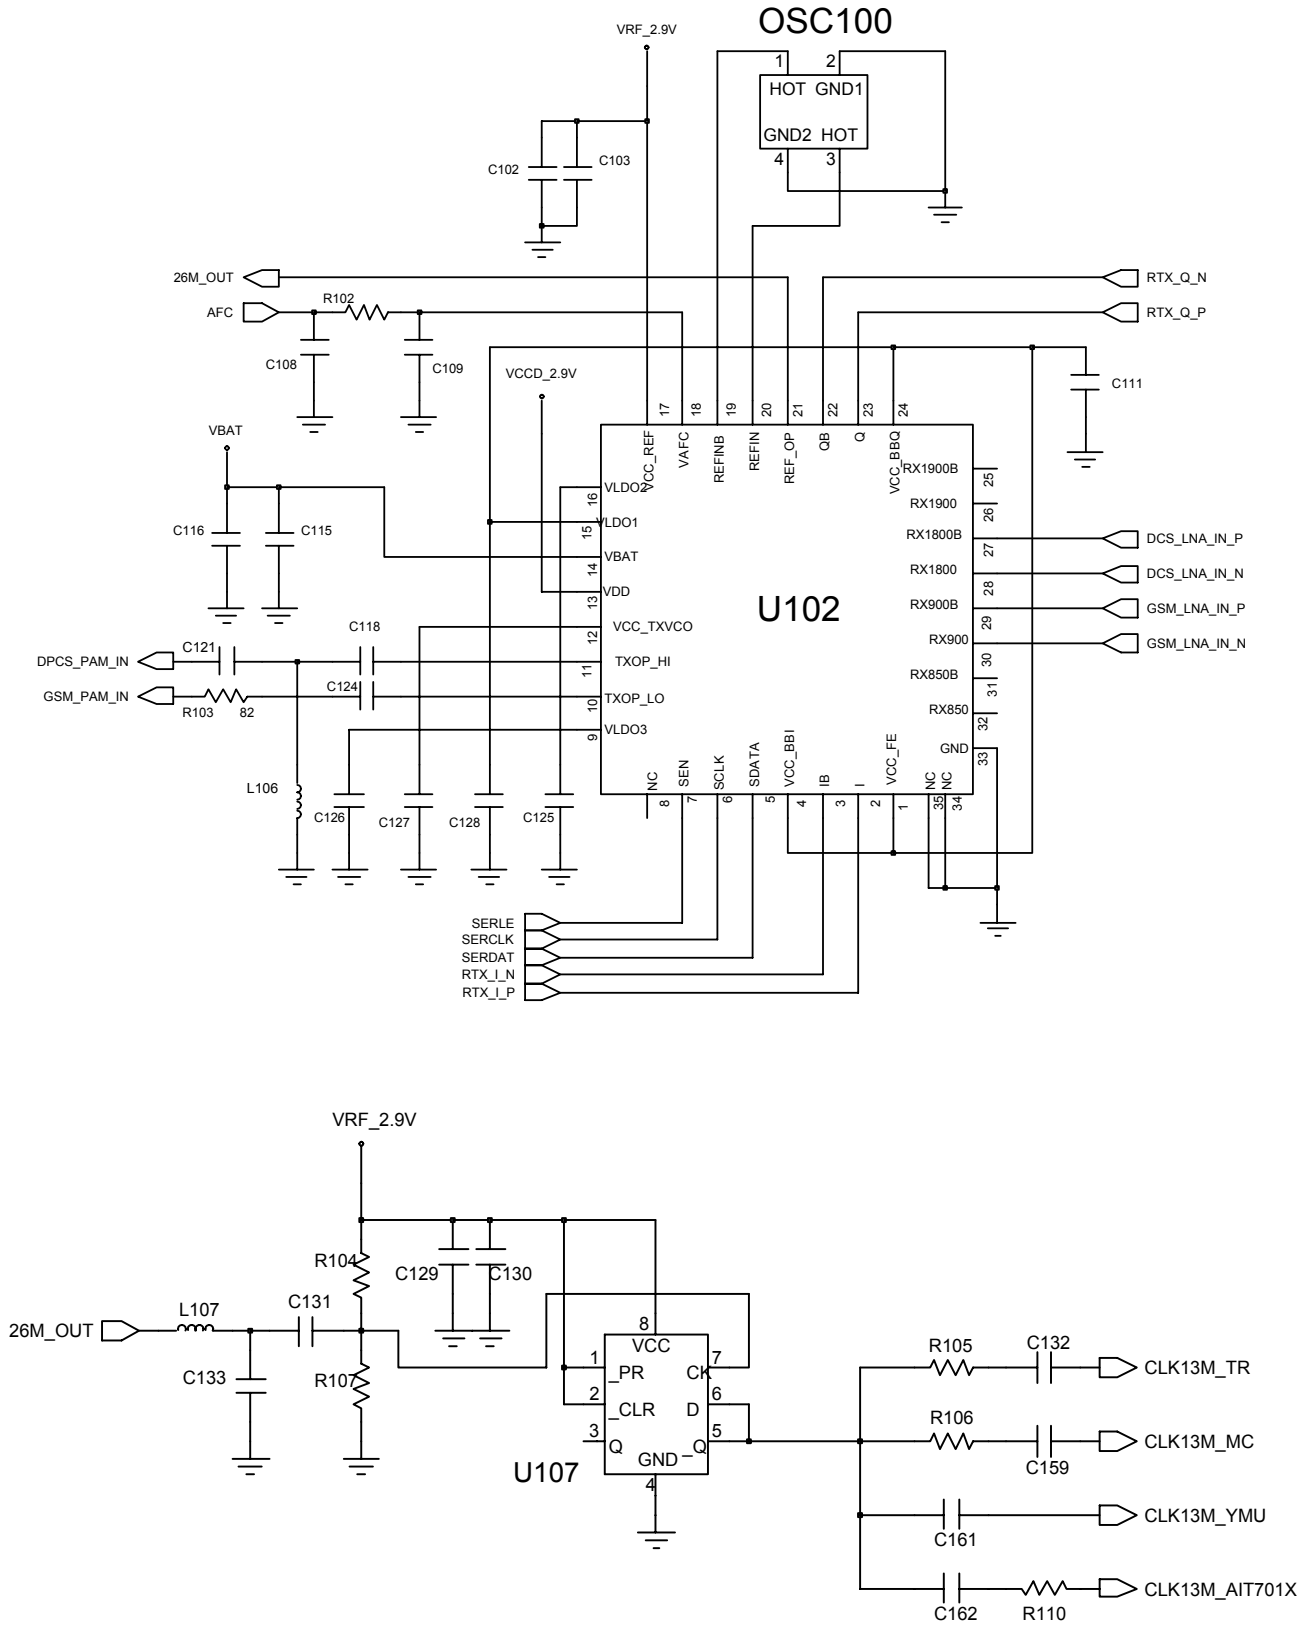 OSC100
VRF_2.9V
1 2
HOT GND1
GND2 HOT
4 3
C102 C103
26M_OUT
RTX_Q_N
R102
AFC
RTX_Q_P
C108 C109
VCCD_2.9V
C111
VBAT
17 18 19 20 21 22 23 24
VCC_REF VAFC REFINB REFIN REF_OP QB Q VCC_BBQ
RX1900B 25
VLDO2 16
RX1900 26
C116 C115
VLDO1 15
RX1800B 27 DCS_LNA_IN_P
VBAT 14
RX1800 28 DCS_LNA_IN_N
VDD 13
U102
RX900B 29 GSM_LNA_IN_P
VCC_TXVCO 12
RX900 30 GSM_LNA_IN_N
C121 C118
DPCS_PAM_IN
TXOP_HI 11
RX850B 31
C124
GSM_PAM_IN
R103 82
TXOP_LO 10
RX850 32
VLDO3 9
GND 33
NC SEN SCLK SDATA VCC_BBI IB I VCC_FE NC NC
8 7 6 5 4 3 2 1 35 34
L106
C126 C127 C128 C125
SERLE
SERCLK
SERDAT
RTX_I_N
RTX_I_P
VRF_2.9V
R104
C129 C130
L107 C131
26M_OUT
C133
R107
8
VCC
1 _PR CK 7
2 _CLR D 6
3 Q _Q 5
GND
4
U107
R105 C132
CLK13M_TR
R106
CLK13M_MC
C159
CLK13M_YMU
C161
CLK13M_AIT701X
C162 R110